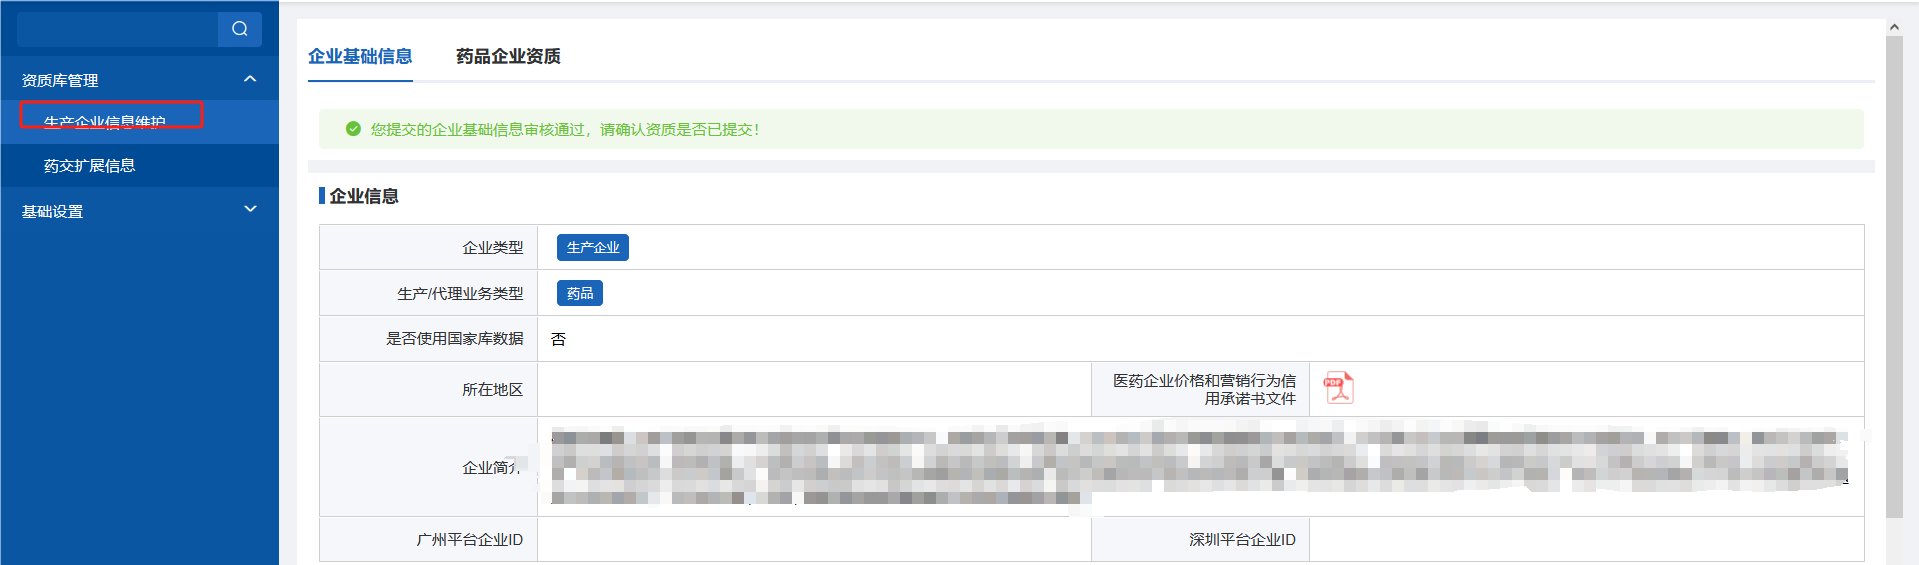 资质库管理
生产企业信息维护
药交扩展信息
基础设置
企业基础信息 药品企业资质
您提交的企业基础信息审核通过，请确认资质是否已提交！
企业信息
企业类型 生产企业
生产/代理业务类型 药品
是否使用国家库数据 否
所在地区
医药企业价格和营销行为信
用承诺书文件
PDF
企业简介
广州平台企业ID 深圳平台企业ID